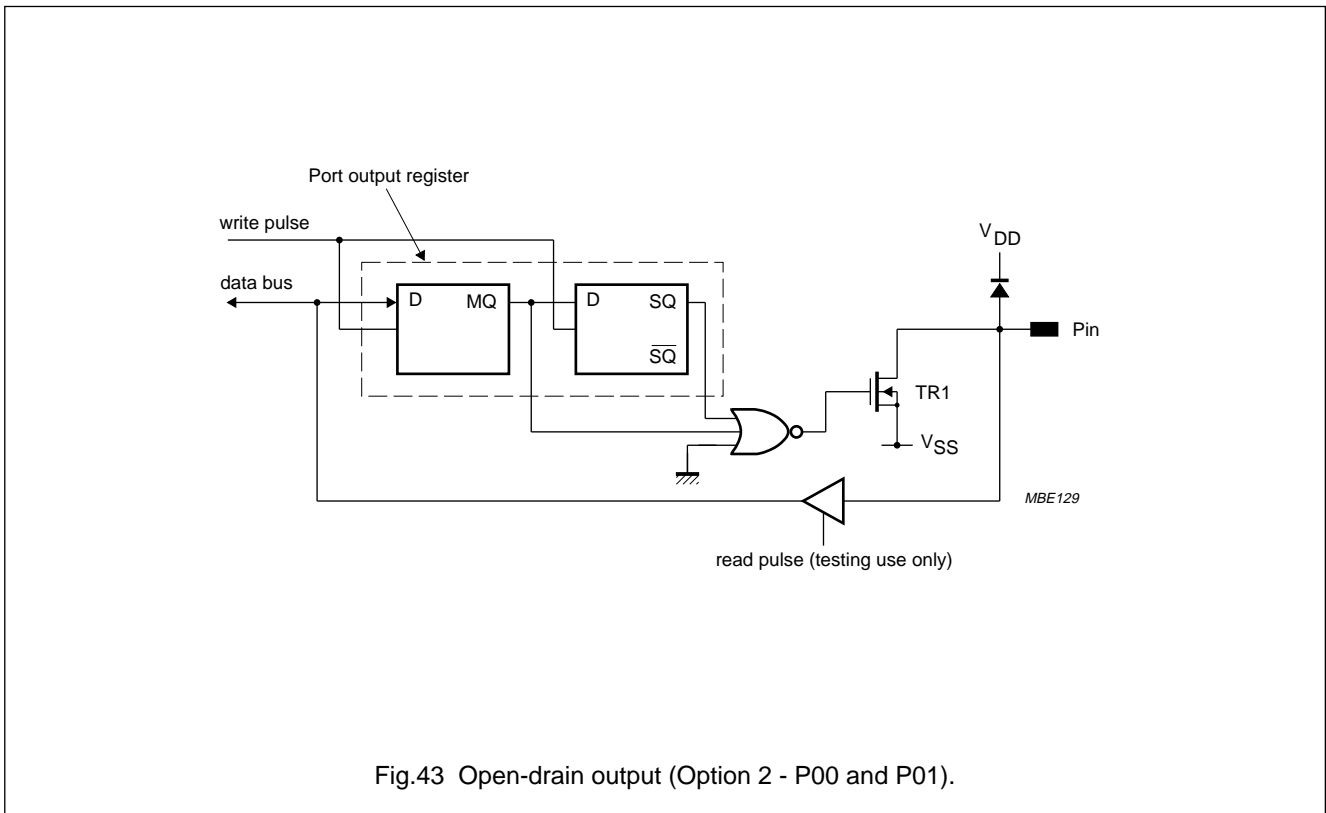 Port output register
write pulse
V DD
data bus
D MQ D SQ
SQ
Pin
TR1
VSS
MBE129
read pulse (testing use only)
Fig.43 Open-drain output (Option 2 - P00 and P01).